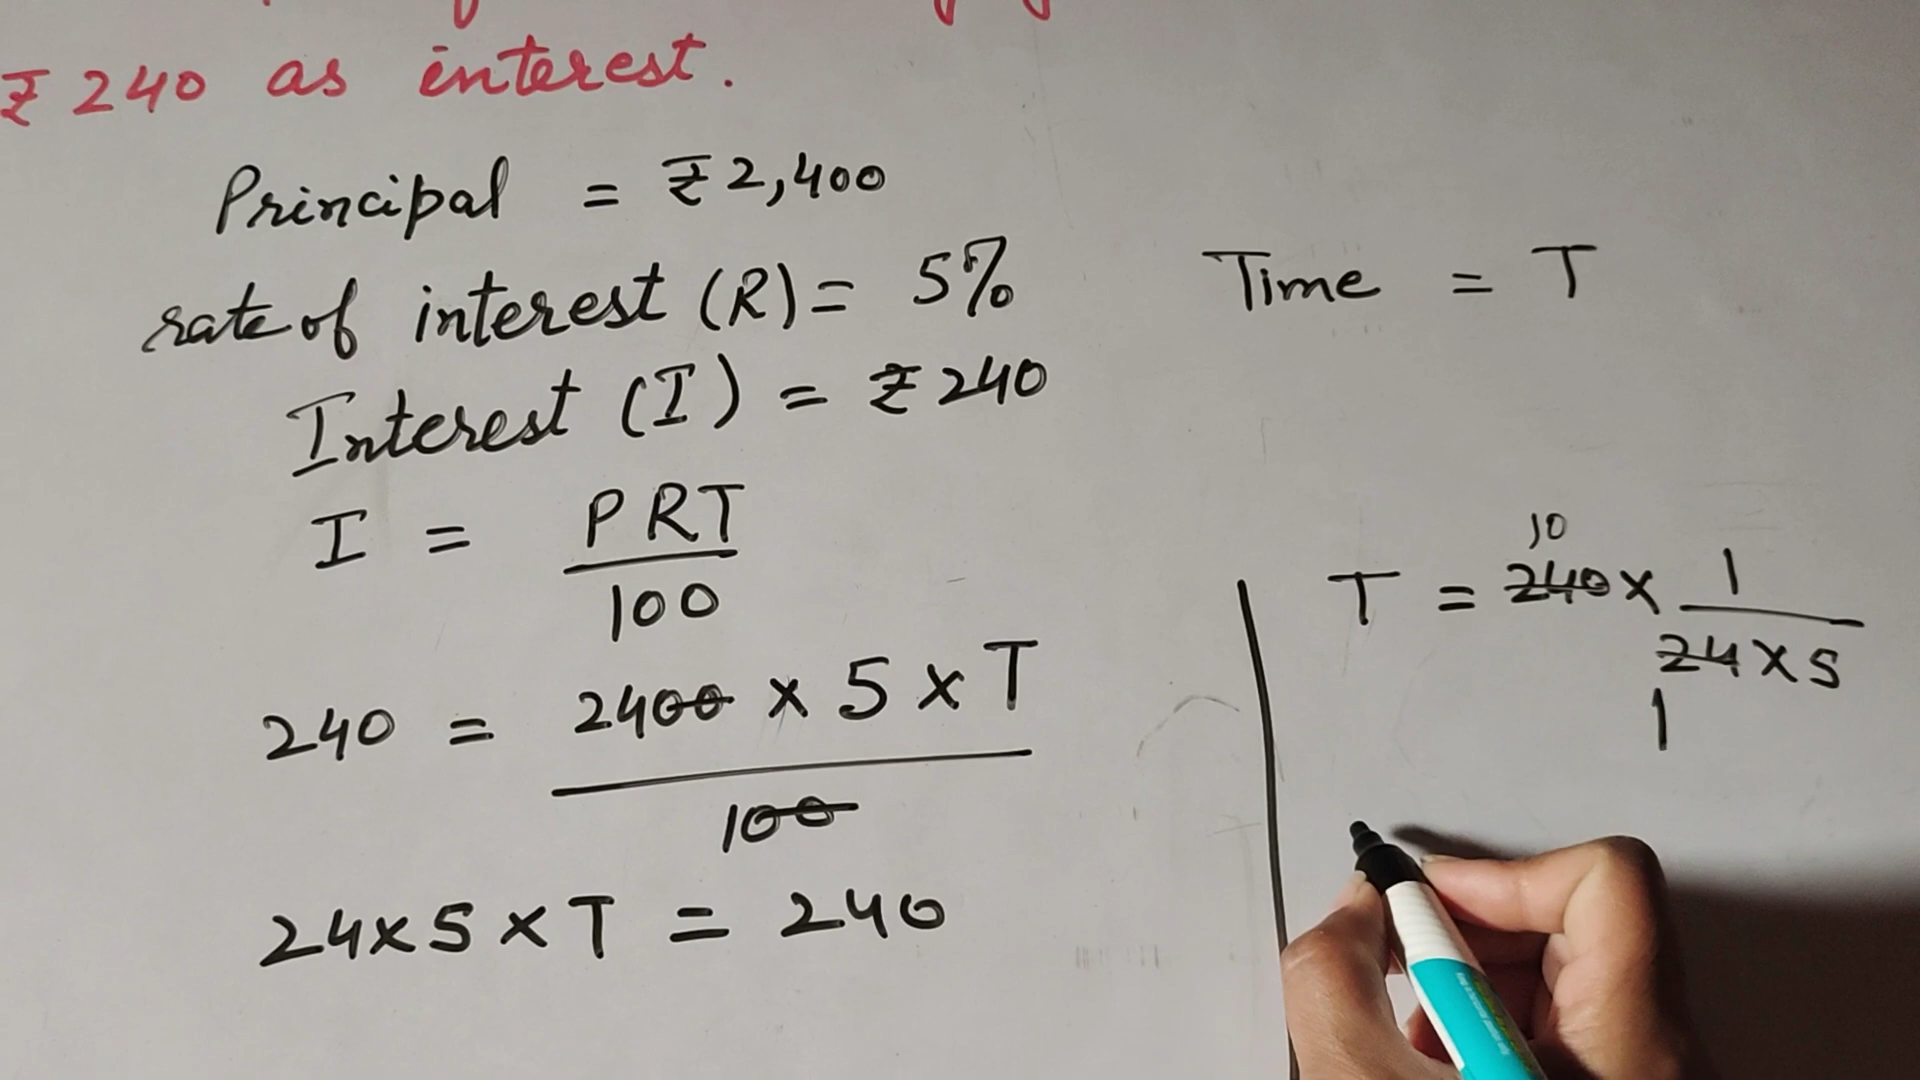 ₹ 240 as interest.
Principal = ₹ 2,400
rate of interest (R) = 5%
Time = T
Interest (I) = ₹ 240
I = PRT
100
240 = 2400 x 5 x T
100
24 x 5 x T = 240
10
T = 240 x 1
24 x 5
1